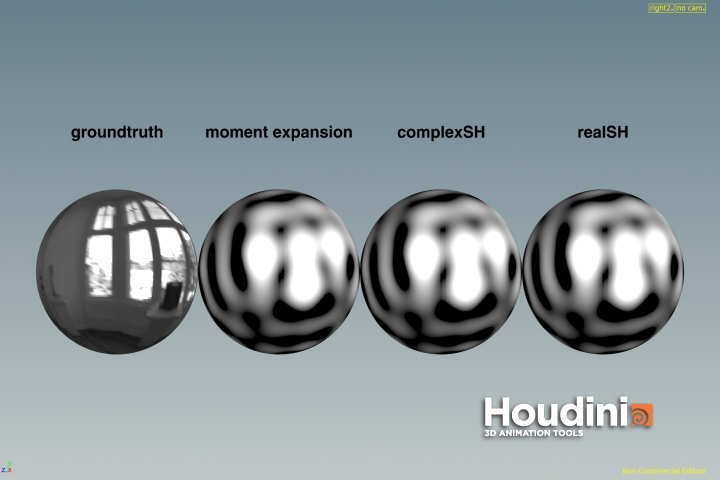 right2 no cam
groundtruth moment expansion complexSH realSH
Houdini
3D ANIMATION TOOLS
z x
Non-Commercial Edition